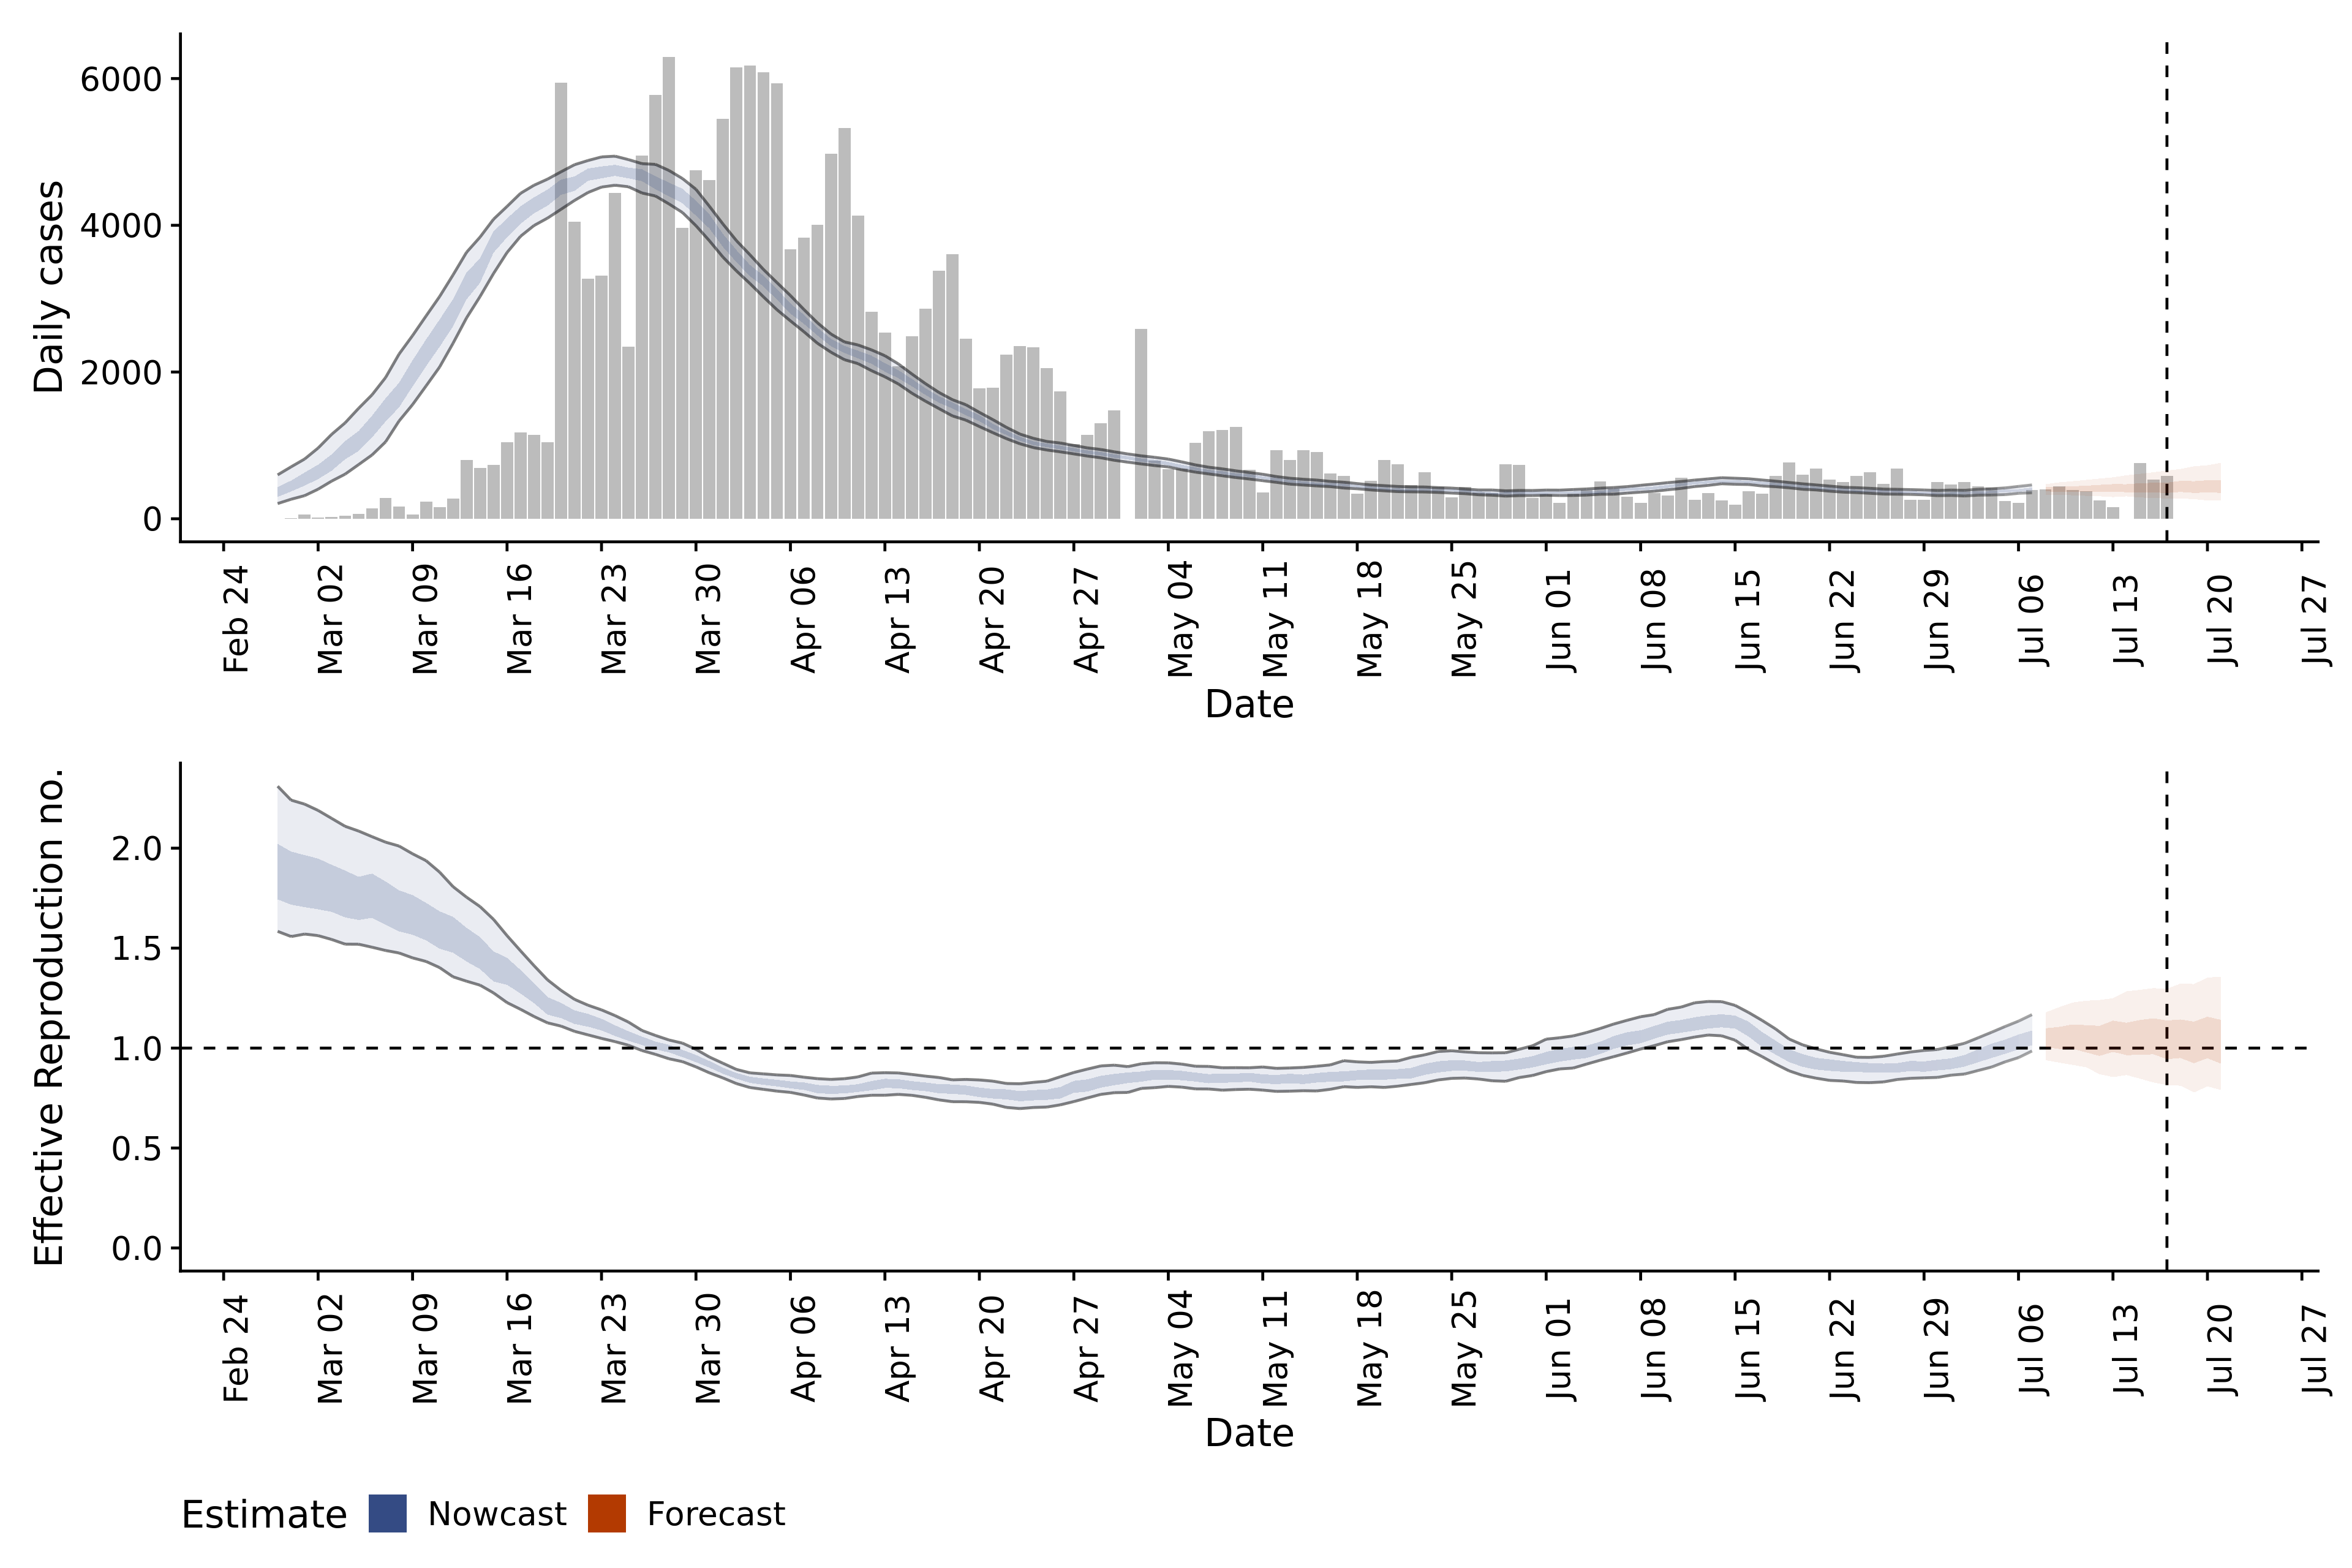 Daily cases
6000
4000
2000
0
Feb 24
Mar 02
Mar 09
Mar 16
Mar 23
Mar 30
Apr 06
Apr 13
Apr 20
Apr 27
May 04
May 11
May 18
May 25
Jun 01
Jun 08
Jun 15
Jun 22
Jun 29
Jul 06
Jul 13
Jul 20
Jul 27
Date
Effective Reproduction no.
2.0
1.5
1.0
0.5
0.0
Feb 24
Mar 02
Mar 09
Mar 16
Mar 23
Mar 30
Apr 06
Apr 13
Apr 20
Apr 27
May 04
May 11
May 18
May 25
Jun 01
Jun 08
Jun 15
Jun 22
Jun 29
Jul 06
Jul 13
Jul 20
Jul 27
Date
Estimate Nowcast Forecast